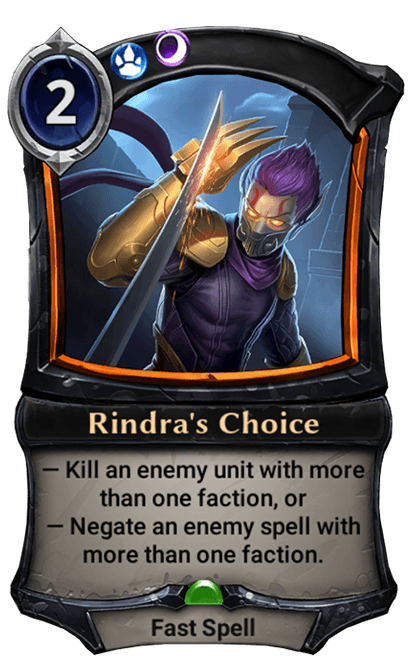 2
Rindra's Choice
— Kill an enemy unit with more
than one faction, or
— Negate an enemy spell with
more than one faction.
Fast Spell